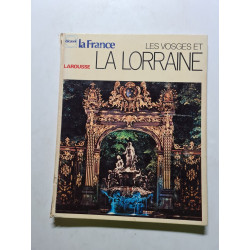 la France
LAROUSSE
LES VOSGES ET
LA LORRAINE